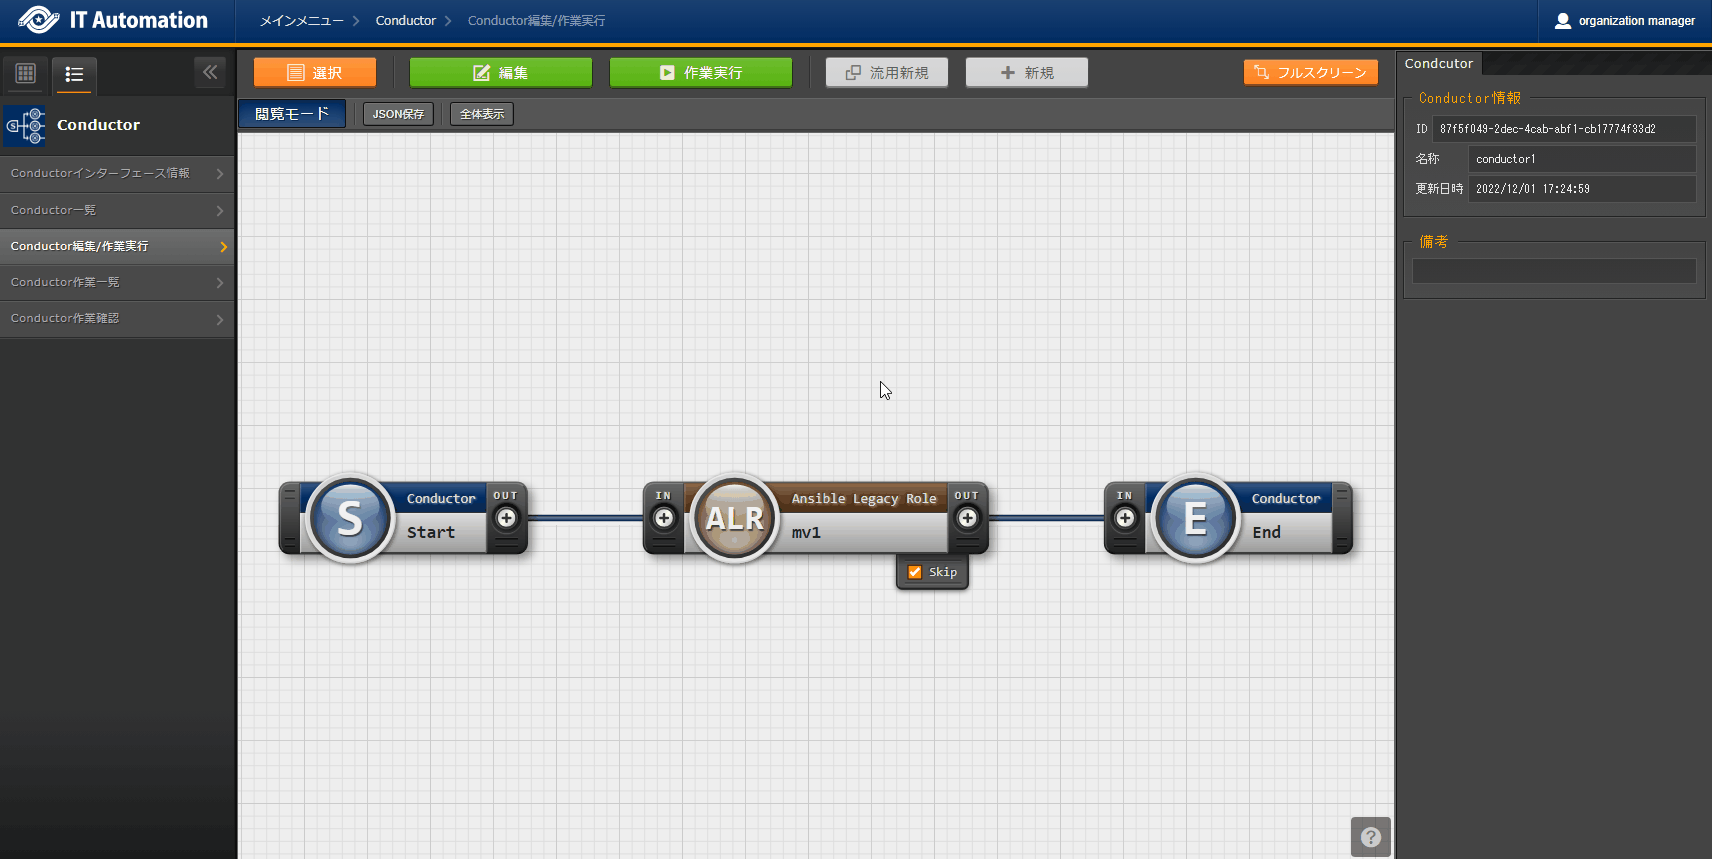 IT Automation
メインメニュー
Conductor
Conductor編集/作業実行
organization manager
Conductor
Conductorインターフェース情報
Conductor一覧
Conductor編集/作業実行
Conductor作業一覧
Conductor作業確認
選択
編集
作業実行
流用新規
新規
フルスクリーン
閲覧モード
JSON保存
全体表示
S
Conductor
Start
OUT
IN
ALR
Ansible Legacy Role
mv1
OUT
Skip
IN
E
Conductor
End
?
Condcutor
Conductor情報
ID 87f5f049-2dec-4cab-abf1-cb17774f33d2
名称 conductor1
更新日時 2022/12/01 17:24:59
備考